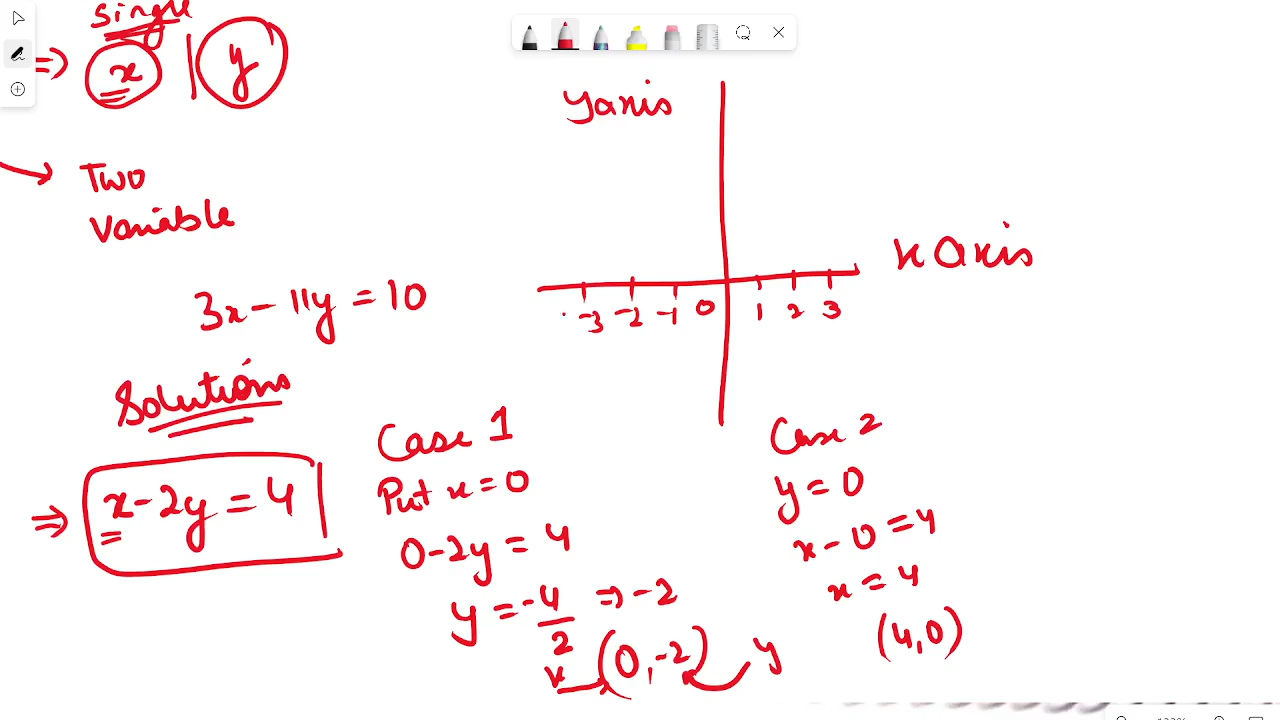 single
⇒ x | y
Two
Variable
3x - 11y = 10
Solutions
⇒ x - 2y = 4
y axis
x axis
-3 -2 -1 0 1 2 3
Case 1
Put x = 0
0 - 2y = 4
y = -4/2 ⇒ -2
x (0, -2) y
Case 2
y = 0
x - 0 = 4
x = 4
(4, 0)